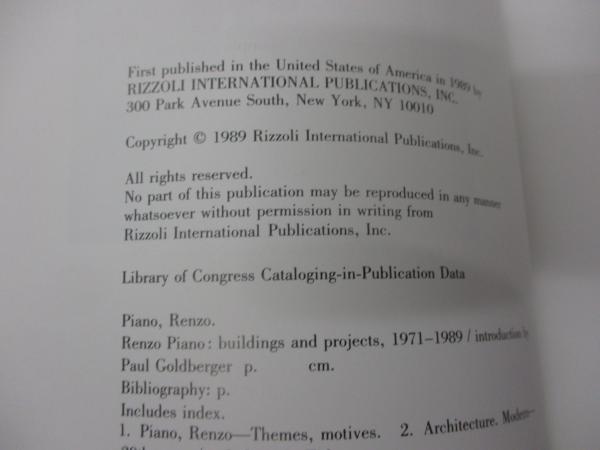 First published in the United States of America in 1989 by
RIZZOLI INTERNATIONAL PUBLICATIONS, INC.
300 Park Avenue South, New York, NY 10010
Copyright © 1989 Rizzoli International Publications, Inc.
All rights reserved.
No part of this publication may be reproduced in any manner
whatsoever without permission in writing from
Rizzoli International Publications, Inc.
Library of Congress Cataloging-in-Publication Data
Piano, Renzo.
Renzo Piano: buildings and projects, 1971–1989 / introduction by
Paul Goldberger p. cm.
Bibliography: p.
Includes index.
1. Piano, Renzo—Themes, motives. 2. Architecture. Modern—